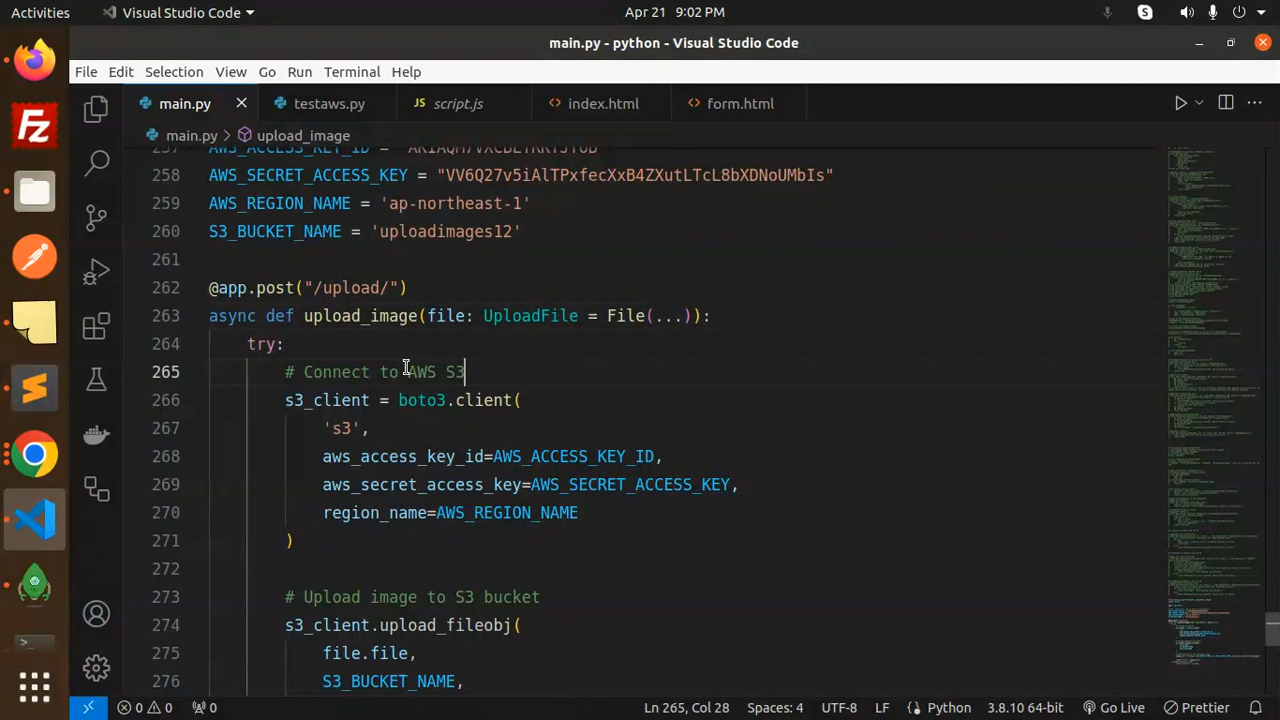 Activities
Visual Studio Code
Apr 21 9:02 PM
main.py - python - Visual Studio Code
File Edit Selection View Go Run Terminal Help
main.py
testaws.py
JS script.js
<> index.html
<> form.html
main.py > upload_image
258 AWS_SECRET_ACCESS_KEY = "VV6Q27v5iAlTPxfecXxB4ZXutLTcL8bXDNoUMbIs"
259 AWS_REGION_NAME = 'ap-northeast-1'
260 S3_BUCKET_NAME = 'uploadimages12'
261
262 @app.post("/upload/")
263 async def upload_image(file: UploadFile = File(...)):
264 try:
265 # Connect to AWS S3
266 s3_client = boto3.client(
267 's3',
268 aws_access_key_id=AWS_ACCESS_KEY_ID,
269 aws_secret_access_key=AWS_SECRET_ACCESS_KEY,
270 region_name=AWS_REGION_NAME
271 )
272
273 # Upload image to S3 bucket
274 s3_client.upload_fileobj(
275 file.file,
276 S3_BUCKET_NAME,
0 0 0 Ln 265, Col 28 Spaces: 4 UTF-8 LF Python 3.8.10 64-bit Go Live Prettier